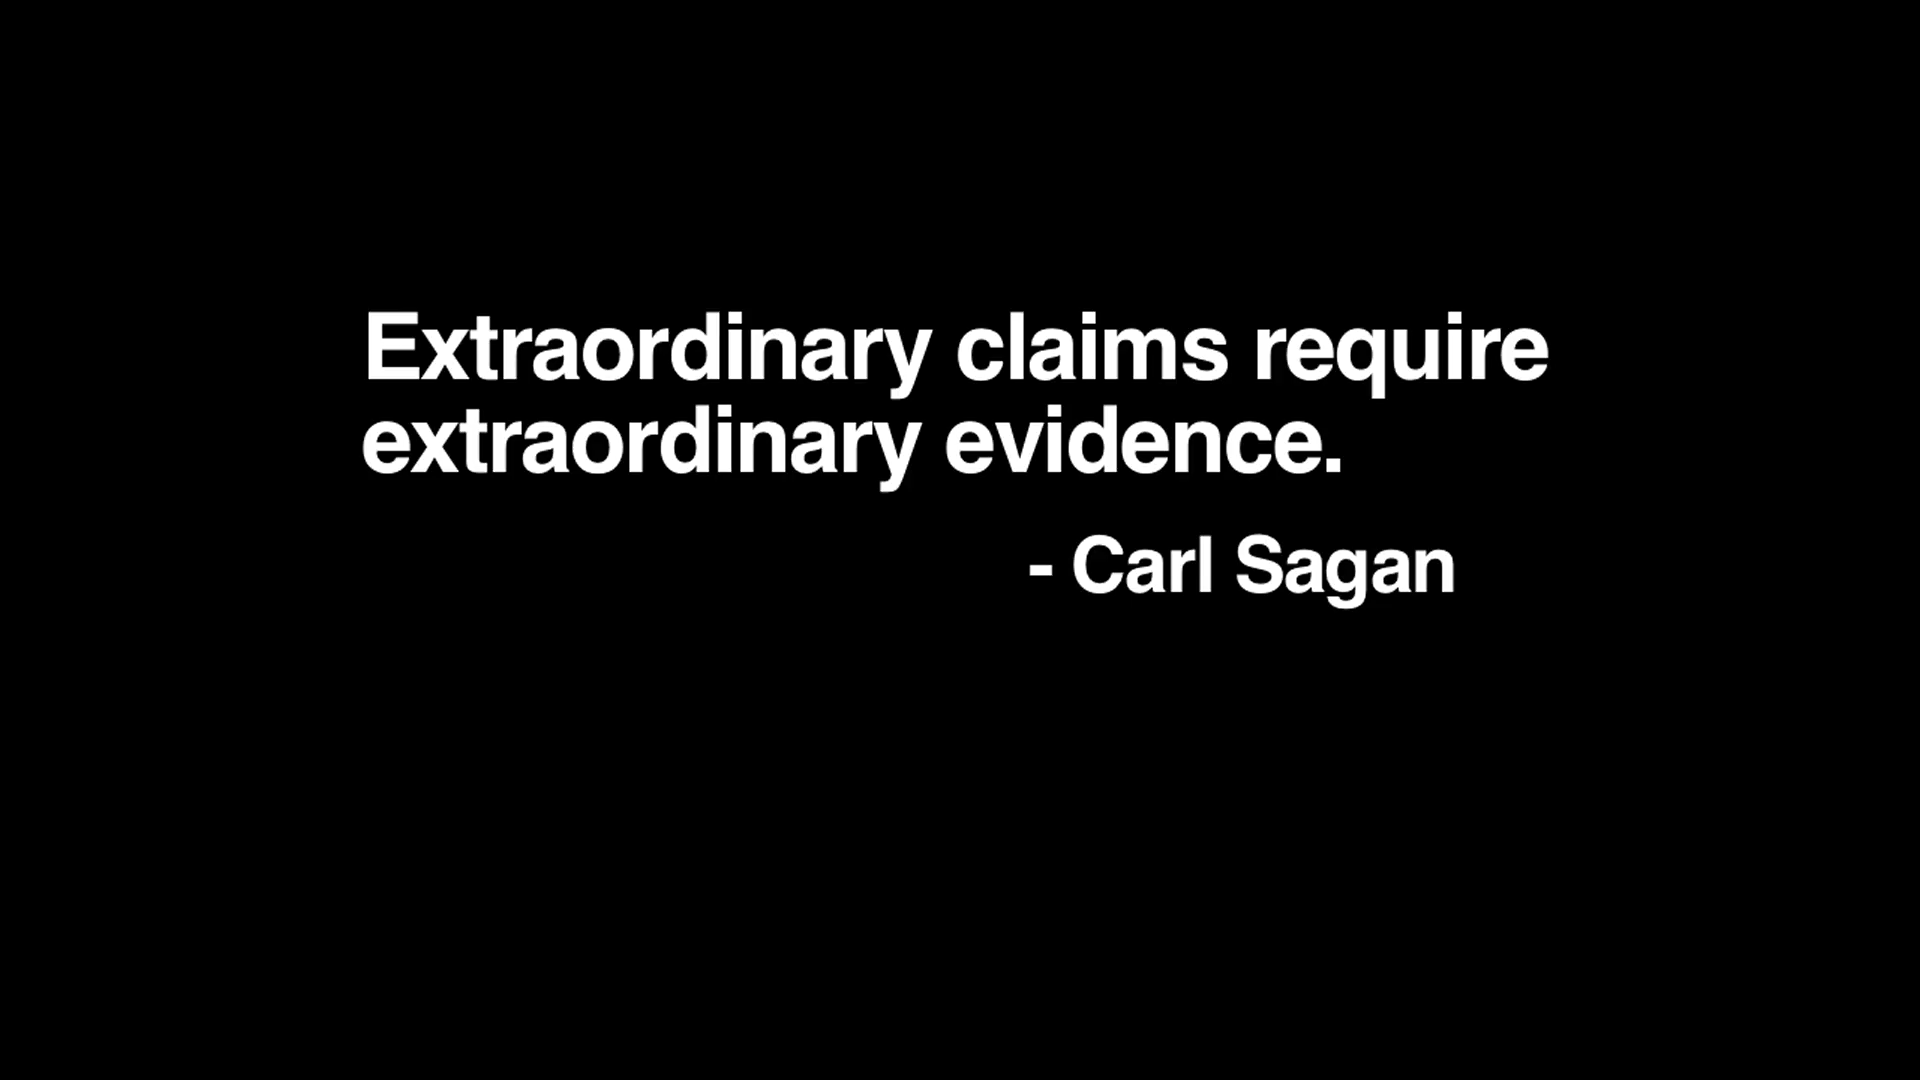 Extraordinary claims require
extraordinary evidence.
- Carl Sagan